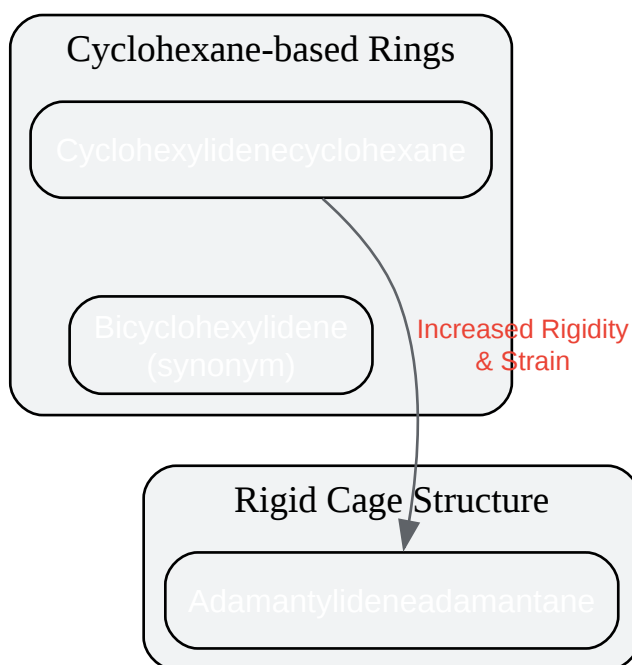 Cyclohexane-based Rings
Cyclohexylidenecyclohexane
Bicyclohexylidene
(synonym)
Increased Rigidity
& Strain
Rigid Cage Structure
Adamantylideneadamantane